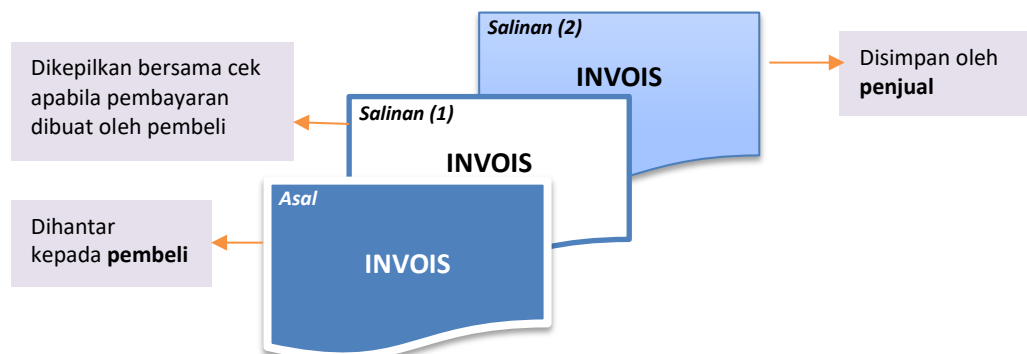 Salinan (2)
INVOIS
Disimpan oleh
penjual
Dikepilkan bersama cek
apabila pembayaran
dibuat oleh pembeli
Salinan (1)
INVOIS
Asal
INVOIS
Dihantar
kepada pembeli